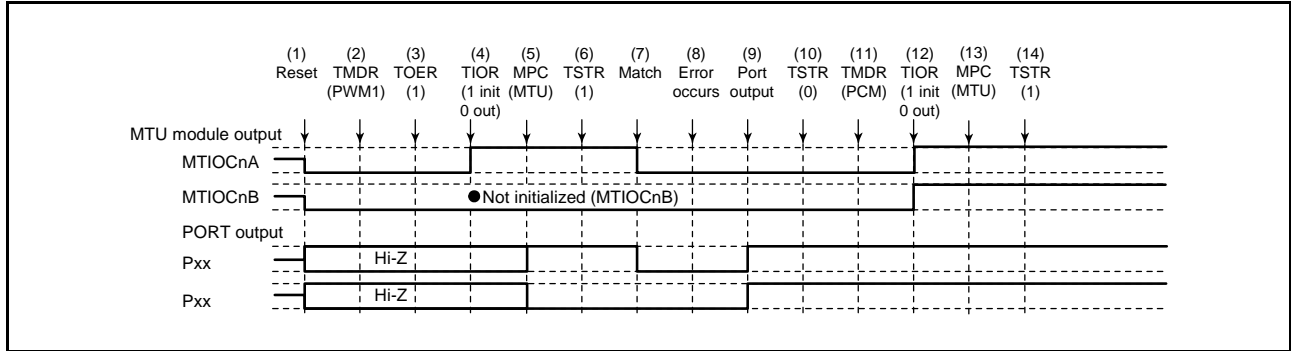 (1) (2) (3) (4) (5) (6) (7) (8) (9) (10) (11) (12) (13) (14)
Reset TMDR TOER TIOR MPC TSTR Match Error Port TSTR TMDR TIOR MPC TSTR
(PWM1) (1) (1 init (MTU) (1) occurs output (0) (PCM) (1 init (MTU) (1)
0 out) 0 out)
MTU module output
MTIOCnA
MTIOCnB ●Not initialized (MTIOCnB)
PORT output
Pxx Hi-Z
Pxx Hi-Z